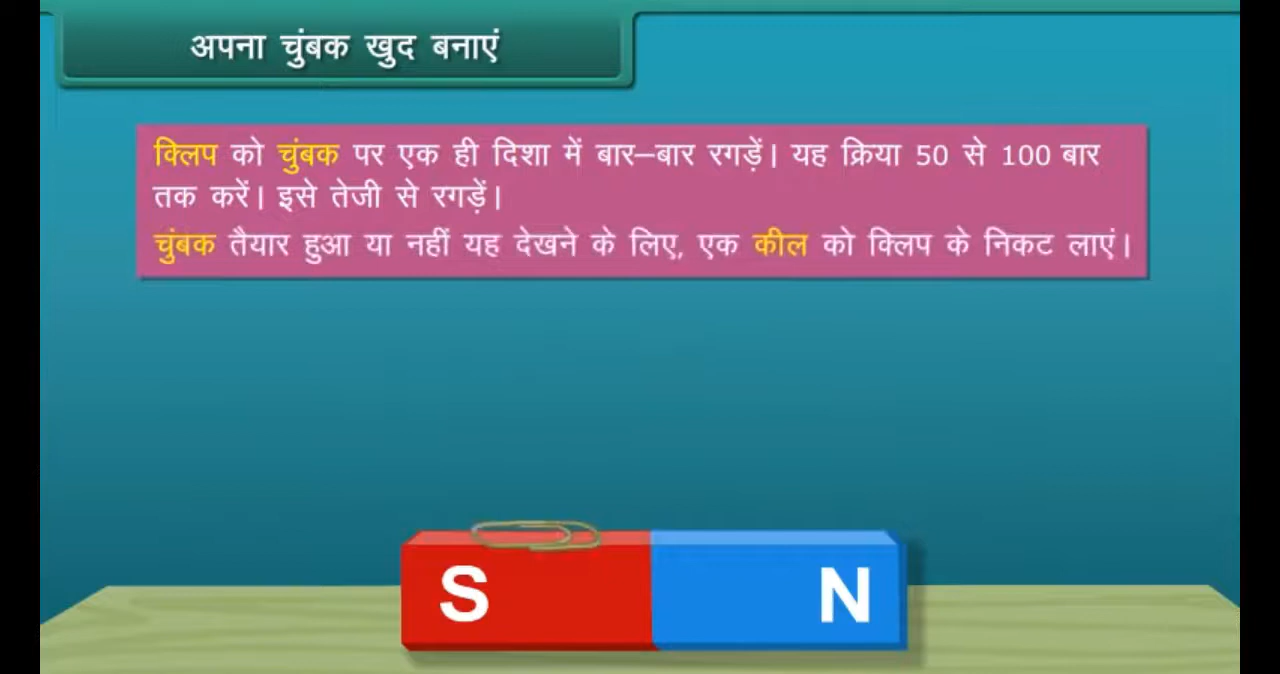 अपना चुंबक खुद बनाएं
क्लिप को चुंबक पर एक ही दिशा में बार–बार रगड़ें। यह क्रिया 50 से 100 बार
तक करें। इसे तेजी से रगड़ें।
चुंबक तैयार हुआ या नहीं यह देखने के लिए, एक कील को क्लिप के निकट लाएं।
S N